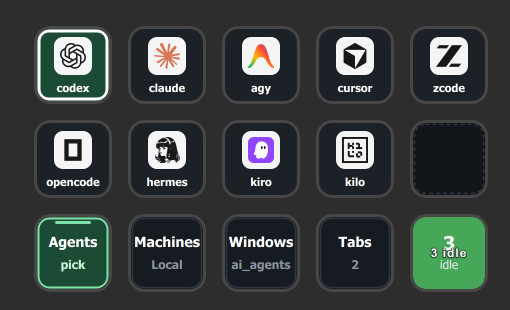 codex
claude
agy
cursor
zcode
opencode
hermes
kiro
KILO
kilo
Agents
pick
Machines
Local
Windows
ai_agents
Tabs
2
3
3 idle
idle